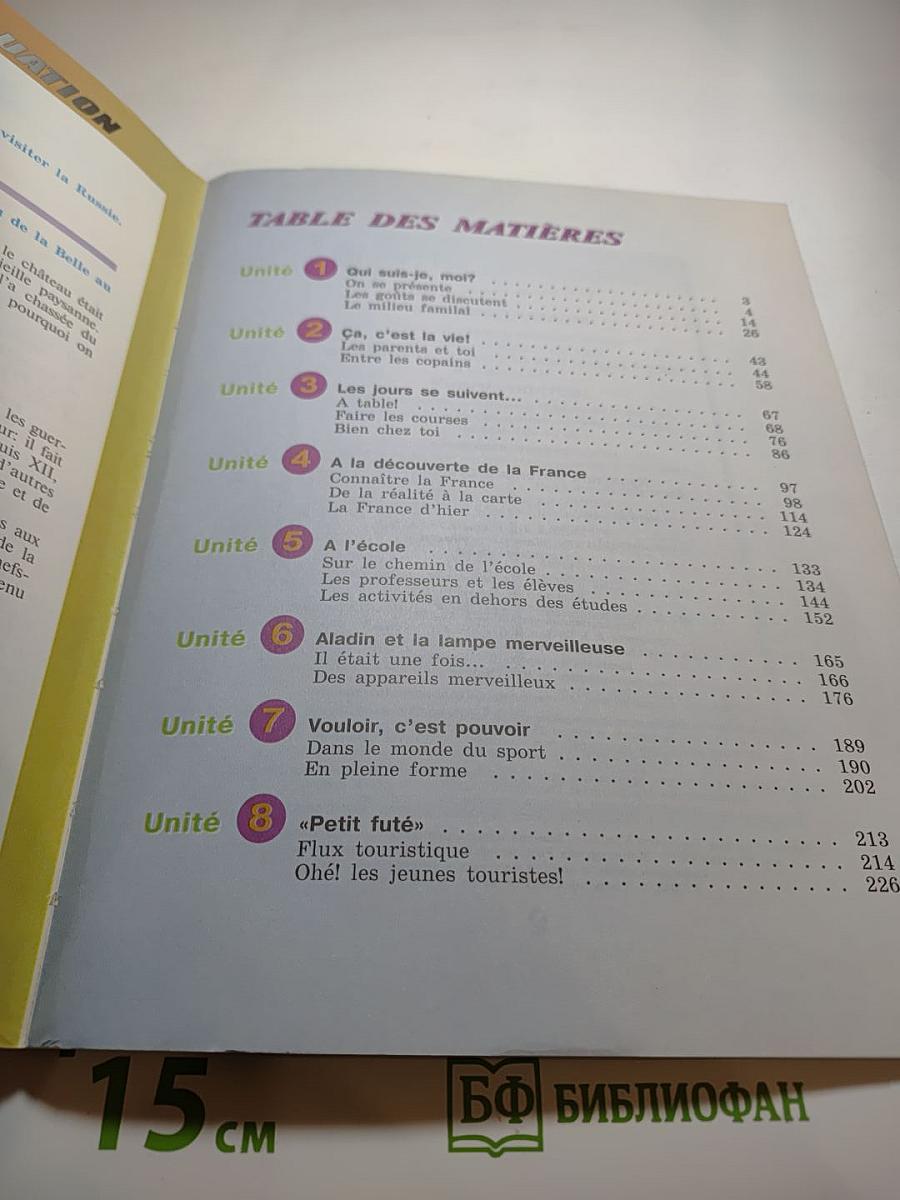 UATION
visiter la Russie.
de la Belle au
le château était
ieille paysanne.
l'a chassée du
pourquoi on
les guer-
ur: il fait
uis XII,
d'autres
e et de
s aux
de la
hefs-
enu
TABLE DES MATIÈRES
Unité 1 Qui suis-je, moi? . . . 3
On se présente . . . 4
Les goûts se discutent . . . 14
Le milieu familal . . . 26
Unité 2 Ça, c'est la vie! . . . 43
Les parents et toi . . . 44
Entre les copains . . . 58
Unité 3 Les jours se suivent... . . . 67
A table! . . . 68
Faire les courses . . . 76
Bien chez toi . . . 86
Unité 4 A la découverte de la France . . . 97
Connaître la France . . . 98
De la réalité à la carte . . . 114
La France d'hier . . . 124
Unité 5 A l'école . . . 133
Sur le chemin de l'école . . . 134
Les professeurs et les élèves . . . 144
Les activités en dehors des études . . . 152
Unité 6 Aladin et la lampe merveilleuse . . . 165
Il était une fois... . . . 166
Des appareils merveilleux . . . 176
Unité 7 Vouloir, c'est pouvoir . . . 189
Dans le monde du sport . . . 190
En pleine forme . . . 202
Unité 8 «Petit futé» . . . 213
Flux touristique . . . 214
Ohé! les jeunes touristes! . . . 226
15 см
БФ БИБЛИОФАН